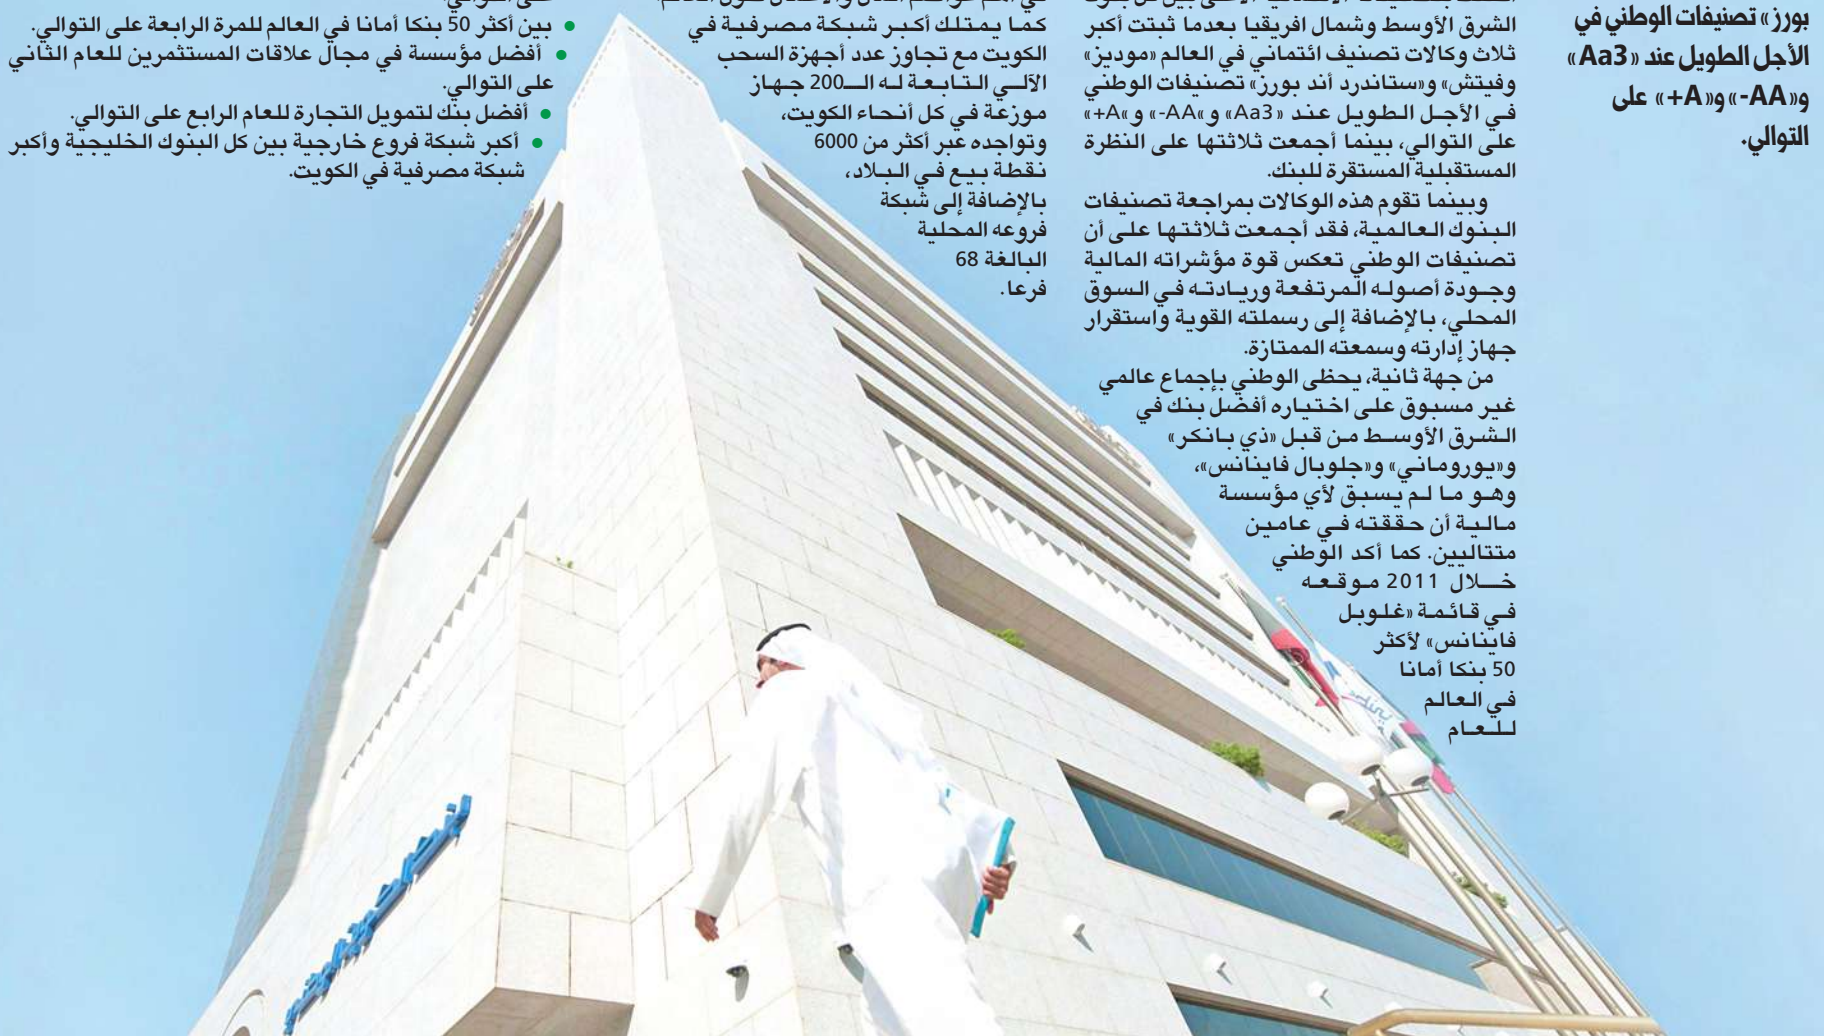 بورز» تصنيفات الوطني في
الأجل الطويل عند «Aa3»
و«AA-» و«A+» على
التوالي.
الشرق الأوسط وشمال افريقيا بعدما ثبتت أكبر
ثلاث وكالات تصنيف ائتماني في العالم «موديز»
وفيتش» و«ستاندرد أند بورز» تصنيفات الوطني
في الأجل الطويل عند «Aa3» و«AA-» و«A+»
على التوالي، بينما أجمعت ثلاثتها على النظرة
المستقبلية المستقرة للبنك.
وبينما تقوم هذه الوكالات بمراجعة تصنيفات
البنوك العالمية، فقد أجمعت ثلاثتها على أن
تصنيفات الوطني تعكس قوة مؤشراته المالية
وجودة أصوله المرتفعة وريادته في السوق
المحلي، بالإضافة إلى رسملته القوية واستقرار
جهاز إدارته وسمعته الممتازة.
من جهة ثانية، يحظى الوطني بإجماع عالمي
غير مسبوق على اختياره أفضل بنك في
الشرق الأوسط من قبل «ذي بانكر»
و«يوروماني» و«جلوبال فاينانس»،
وهو ما لم يسبق لأي مؤسسة
مالية أن حققته في عامين
متتاليين. كما أكد الوطني
خلال 2011 موقعه
في قائمة «غلوبل
فاينانس» لأكثر
50 بنكا أمانا
في العالم
للعام
كما يمتلك أكبر شبكة مصرفية في
الكويت مع تجاوز عدد أجهزة السحب
الآلي التابعة له الـ200 جهاز
موزعة في كل أنحاء الكويت،
وتواجده عبر أكثر من 6000
نقطة بيع في البلاد،
بالإضافة إلى شبكة
فروعه المحلية
البالغة 68
فرعا.
● بين أكثر 50 بنكا أمانا في العالم للمرة الرابعة على التوالي.
● أفضل مؤسسة في مجال علاقات المستثمرين للعام الثاني
على التوالي.
● أفضل بنك لتمويل التجارة للعام الرابع على التوالي.
● أكبر شبكة فروع خارجية بين كل البنوك الخليجية وأكبر
شبكة مصرفية في الكويت.